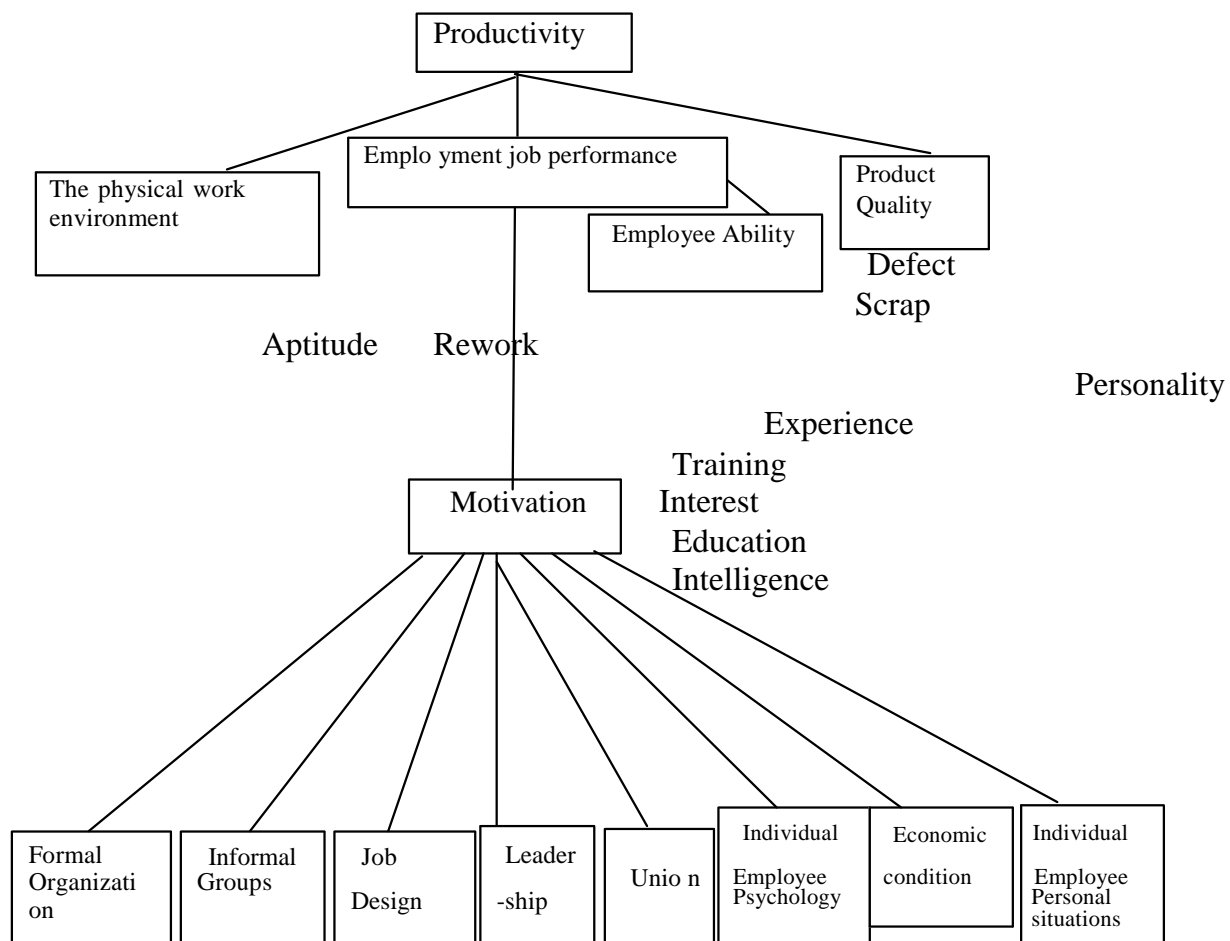 Productivity
Emplo yment job performance
The physical work
environment
Product
Quality
Employee Ability
Defect
Scrap
Aptitude Rework
Personality
Experience
Training
Motivation Interest
Education
Intelligence
Formal
Organizati
on
Informal
Groups
Job
Design
Leader
-ship
Unio n
Individual
Employee
Psychology
Economic
condition
Individual
Employee
Personal
situations